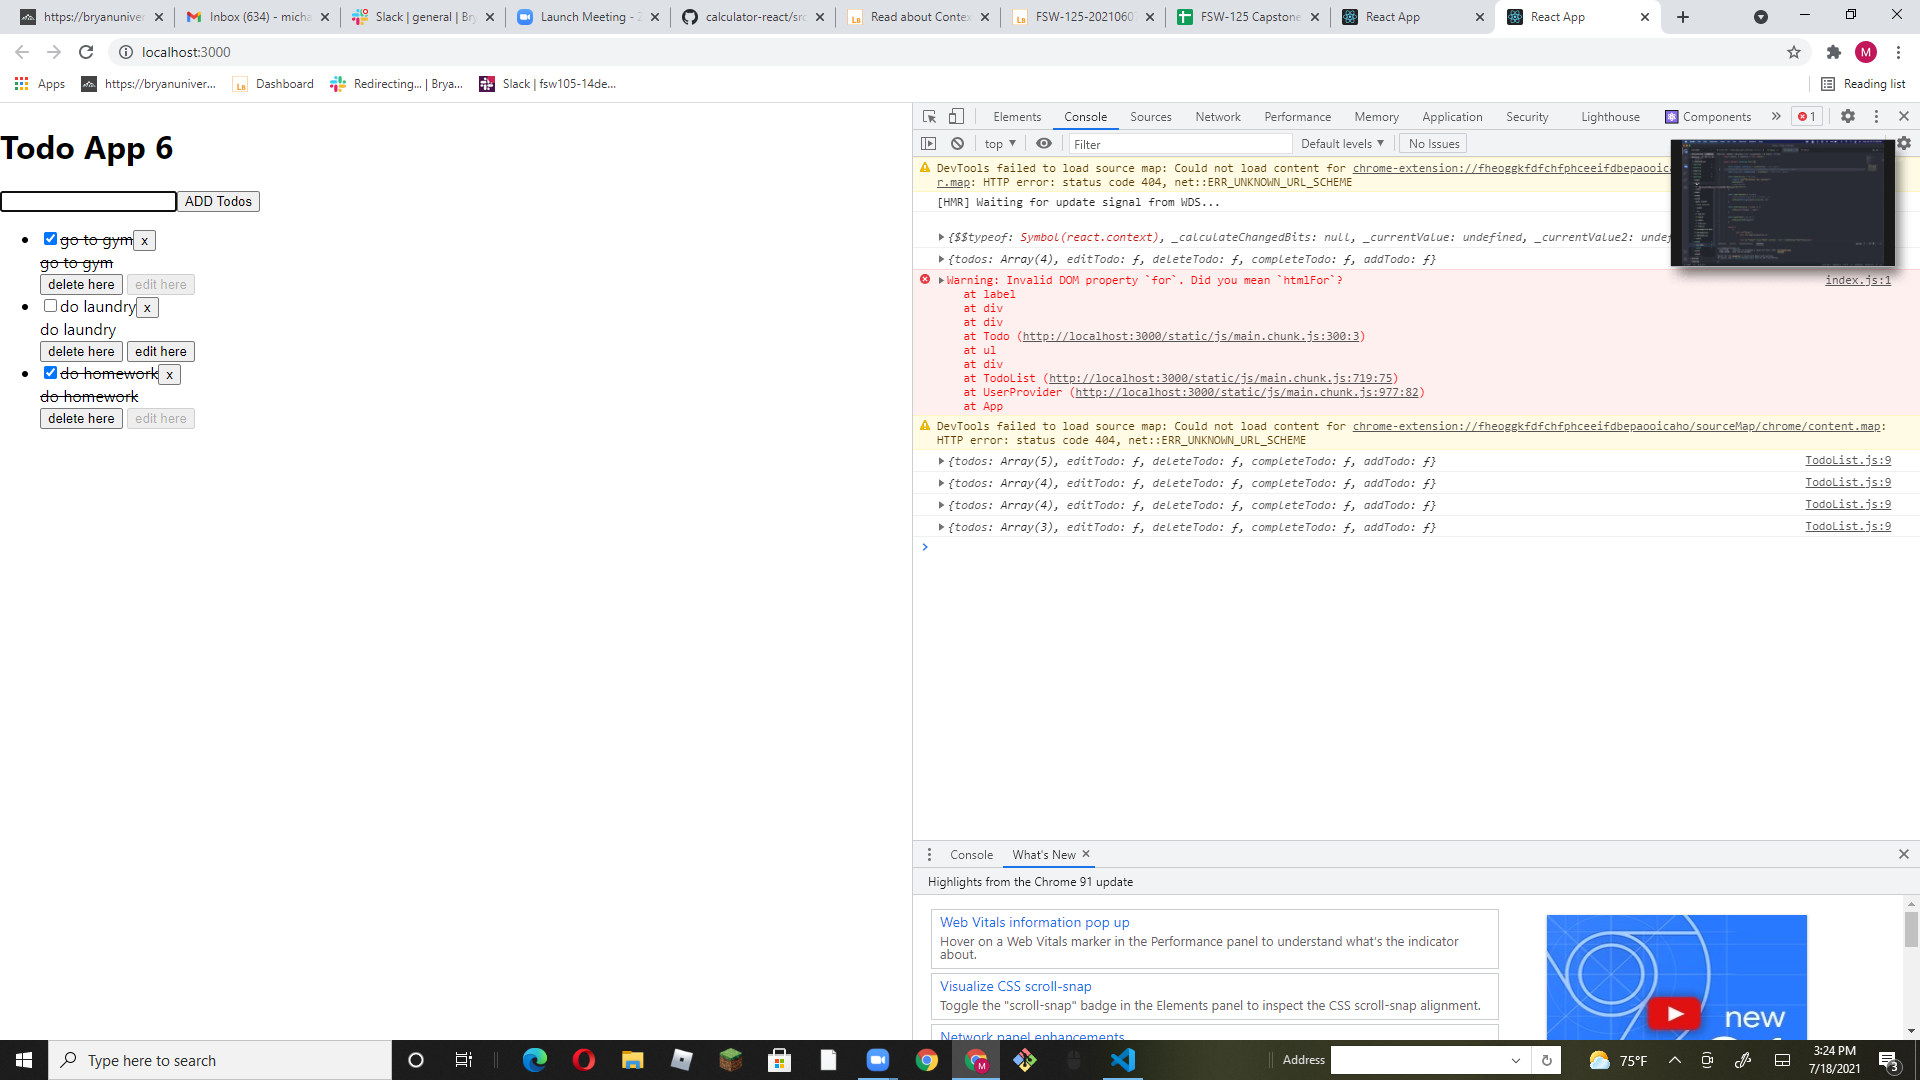 https://bryanuniver
Inbox (634) - micha
Slack | general | Bry
Launch Meeting - Z
calculator-react/src
Read about Contex
FSW-125-2021060
FSW-125 Capstone
React App
React App
localhost:3000
M
Apps
https://bryanuniver...
Dashboard
Redirecting... | Brya...
Slack | fsw105-14de...
Reading list
Todo App 6
ADD Todos
go to gym x
go to gym
delete here edit here
do laundry x
do laundry
delete here edit here
do homework x
do homework
delete here edit here
Elements Console Sources Network Performance Memory Application Security Lighthouse Components » 1
top Filter Default levels No Issues
DevTools failed to load source map: Could not load content for chrome-extension://fheoggkfdfchfphceeifdbepaooica
r.map: HTTP error: status code 404, net::ERR_UNKNOWN_URL_SCHEME
[HMR] Waiting for update signal from WDS...
{$$typeof: Symbol(react.context), _calculateChangedBits: null, _currentValue: undefined, _currentValue2: undef
{todos: Array(4), editTodo: ƒ, deleteTodo: ƒ, completeTodo: ƒ, addTodo: ƒ}
Warning: Invalid DOM property `for`. Did you mean `htmlFor`? index.js:1
at label
at div
at div
at Todo (http://localhost:3000/static/js/main.chunk.js:300:3)
at ul
at div
at TodoList (http://localhost:3000/static/js/main.chunk.js:719:75)
at UserProvider (http://localhost:3000/static/js/main.chunk.js:977:82)
at App
DevTools failed to load source map: Could not load content for chrome-extension://fheoggkfdfchfphceeifdbepaooicaho/sourceMap/chrome/content.map:
HTTP error: status code 404, net::ERR_UNKNOWN_URL_SCHEME
{todos: Array(5), editTodo: ƒ, deleteTodo: ƒ, completeTodo: ƒ, addTodo: ƒ} TodoList.js:9
{todos: Array(4), editTodo: ƒ, deleteTodo: ƒ, completeTodo: ƒ, addTodo: ƒ} TodoList.js:9
{todos: Array(4), editTodo: ƒ, deleteTodo: ƒ, completeTodo: ƒ, addTodo: ƒ} TodoList.js:9
{todos: Array(3), editTodo: ƒ, deleteTodo: ƒ, completeTodo: ƒ, addTodo: ƒ} TodoList.js:9
Console What's New
Highlights from the Chrome 91 update
Web Vitals information pop up
Hover on a Web Vitals marker in the Performance panel to understand what's the indicator
about.
Visualize CSS scroll-snap
Toggle the "scroll-snap" badge in the Elements panel to inspect the CSS scroll-snap alignment.
Network panel enhancements
new
Type here to search
Address
75°F
3:24 PM
7/18/2021
3